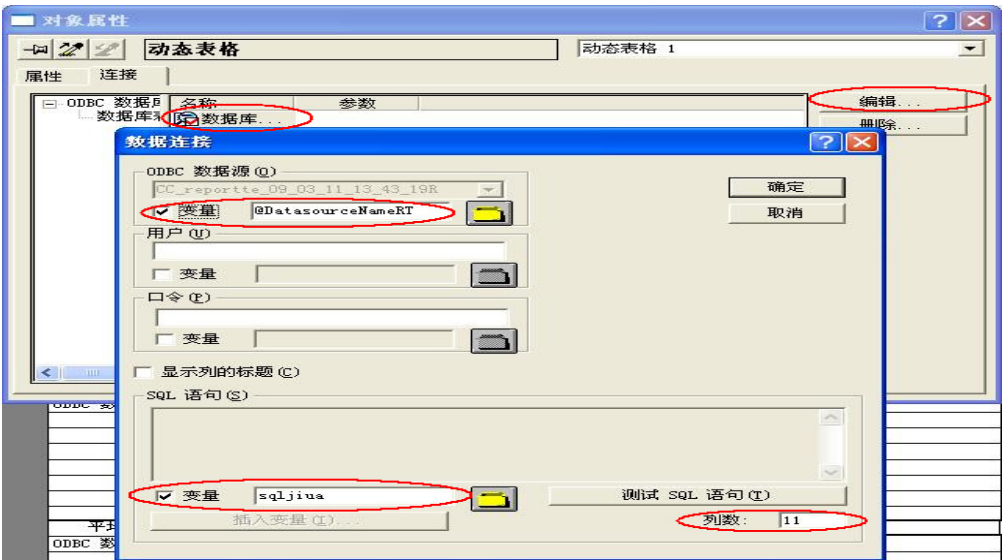 对象属性
动态表格
动态表格 1
属性
连接
ODBC 数据
名称
参数
编辑...
数据库
数据库...
删除...
数据连接
ODBC 数据源(O)
CC_reportte_09_03_11_13_43_19R
确定
变量
@DatasourceNameRT
取消
用户(U)
变量
口令(P)
变量
显示列的标题(C)
SQL 语句(S)
ODBC 数
变量
sqljiua
测试 SQL 语句(T)
插入变量(I)...
列数:
11
平
ODBC 数